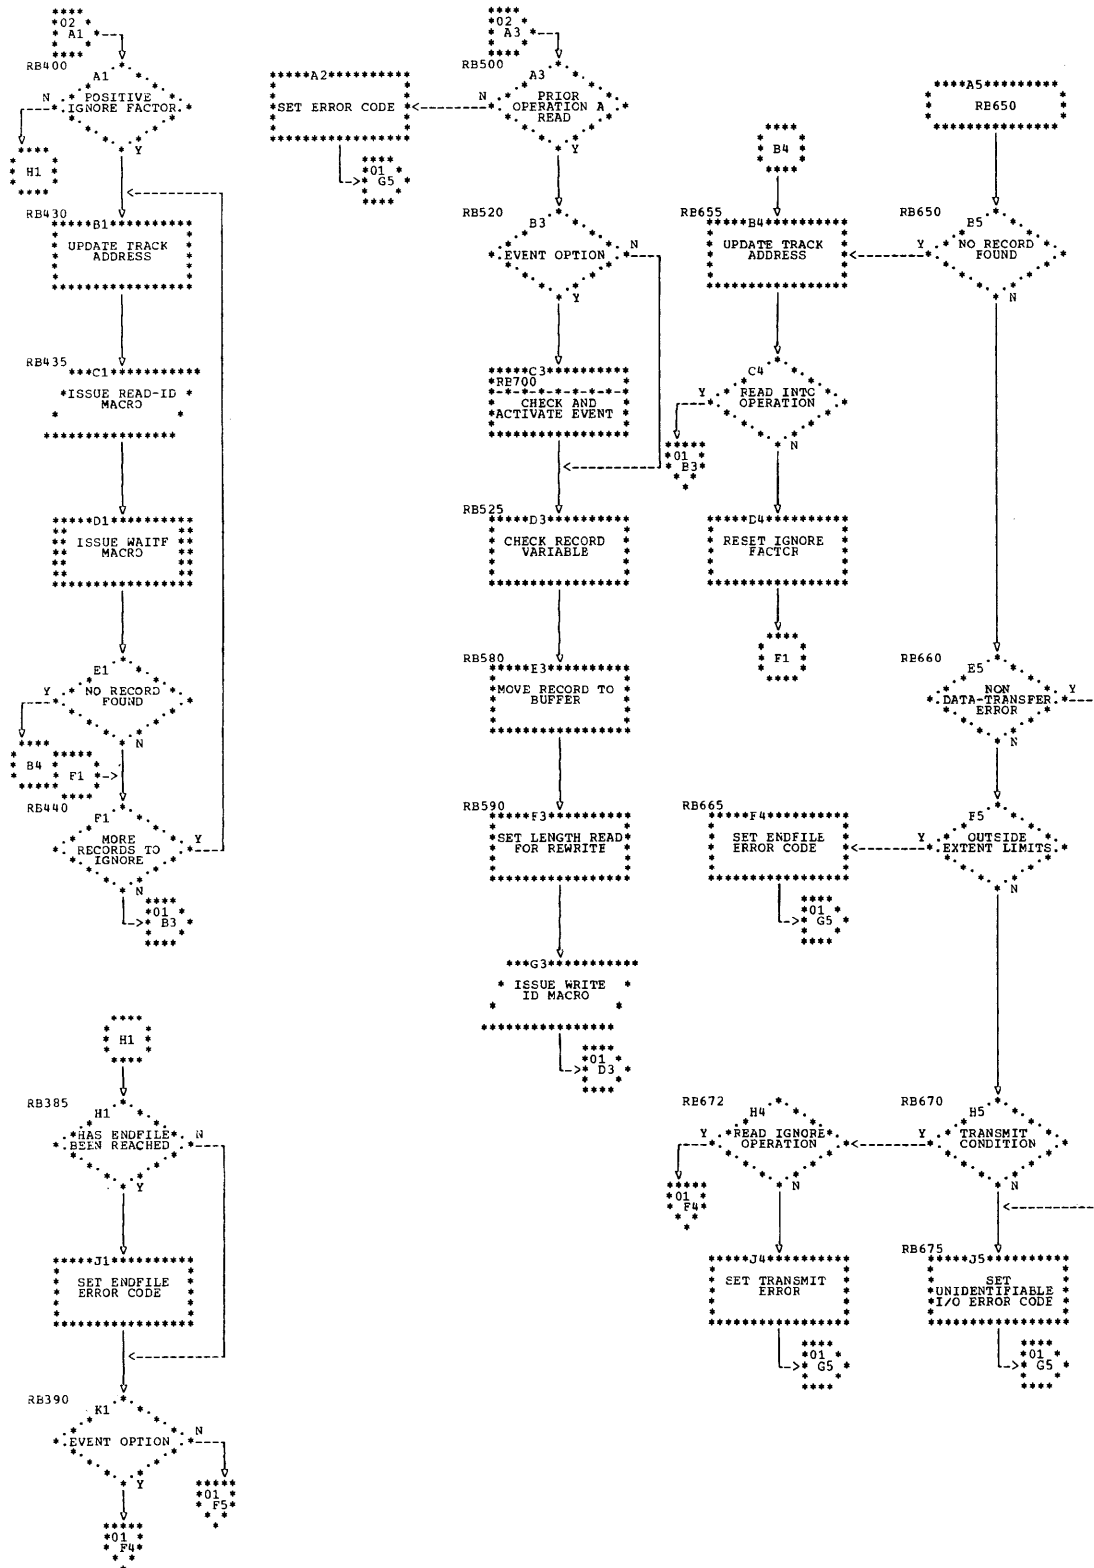 02
A1
RB400
A1
POSITIVE
IGNORE FACTOR
N
Y
H1
RB430
B1
UPDATE TRACK
ADDRESS
RB435
C1
ISSUE READ-ID
MACRO
D1
ISSUE WAITF
MACRO
E1
Y
NO RECORD
FOUND
N
B4
F1
RB440
F1
MORE
RECORDS TO
IGNORE
Y
N
01
B3
H1
RB385
H1
HAS ENDFILE
BEEN REACHED
N
Y
J1
SET ENDFILE
ERROR CODE
RB390
K1
EVENT OPTION
N
Y
01
F5
01
F4
A2
SET ERROR CODE
01
G5
02
A3
RB500
A3
N
PRIOR
OPERATION A
READ
Y
RB520
B3
N
EVENT OPTION
Y
C3
RB700
CHECK AND
ACTIVATE EVENT
RB525
D3
CHECK RECORD
VARIABLE
RB580
E3
MOVE RECORD TO
BUFFER
RB590
F3
SET LENGTH READ
FOR REWRITE
G3
ISSUE WRITE
ID MACRO
01
D3
B4
RB655
B4
UPDATE TRACK
ADDRESS
C4
Y
READ INTO
OPERATION
N
01
B3
D4
RESET IGNORE
FACTOR
F1
RB665
F4
SET ENDFILE
ERROR CODE
01
G5
RB672
H4
Y
READ IGNORE
OPERATION
N
01
F4
J4
SET TRANSMIT
ERROR
01
G5
A5
RB650
RB650
B5
Y
NO RECORD
FOUND
N
RB660
E5
NON
DATA-TRANSFER
ERROR
Y
N
F5
Y
OUTSIDE
EXTENT LIMITS
N
RB670
H5
Y
TRANSMIT
CONDITION
N
RB675
J5
SET
UNIDENTIFIABLE
I/O ERROR CODE
01
G5